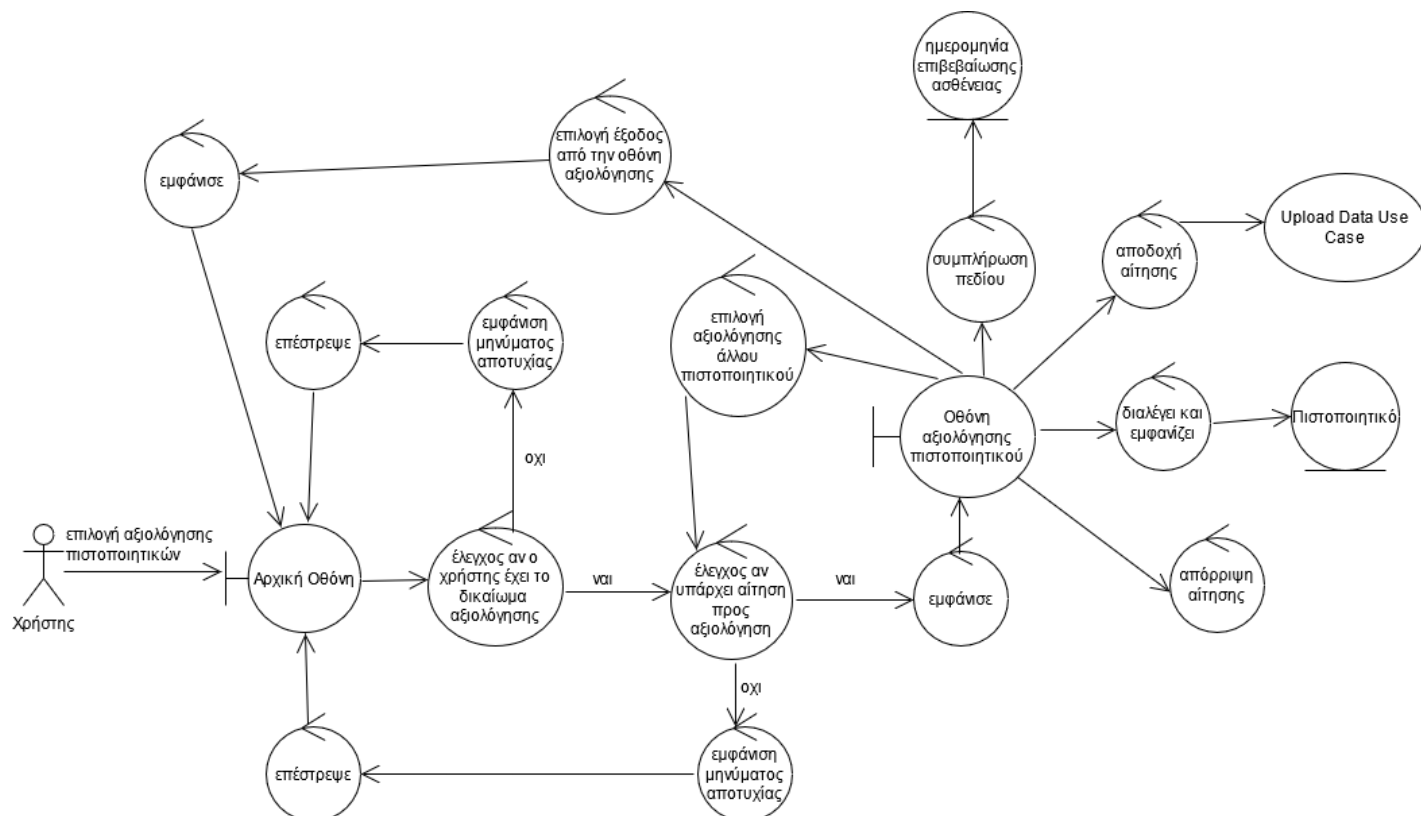 ημερομηνία
επιβεβαίωσης
ασθένειας
επιλογή έξοδος
από την οθόνη
αξιολόγησης
εμφάνισε
Upload Data Use
Case
αποδοχή
αίτησης
συμπλήρωση
πεδίου
επιλογή
αξιολόγησης
άλλου
πιστοποιητικού
εμφάνιση
μηνύματος
αποτυχίας
επέστρεψε
Οθόνη
αξιολόγησης
πιστοποιητικού
διαλέγει και
εμφανίζει
Πιστοποιητικό
οχι
επιλογή αξιολόγησης
πιστοποιητικών
Χρήστης
Αρχική Οθόνη
έλεγχος αν ο
χρήστης έχει το
δικαίωμα
αξιολόγησης
ναι
έλεγχος αν
υπάρχει αίτηση
προς
αξιολόγηση
ναι
εμφάνισε
απόρριψη
αίτησης
οχι
εμφάνιση
μηνύματος
αποτυχίας
επέστρεψε